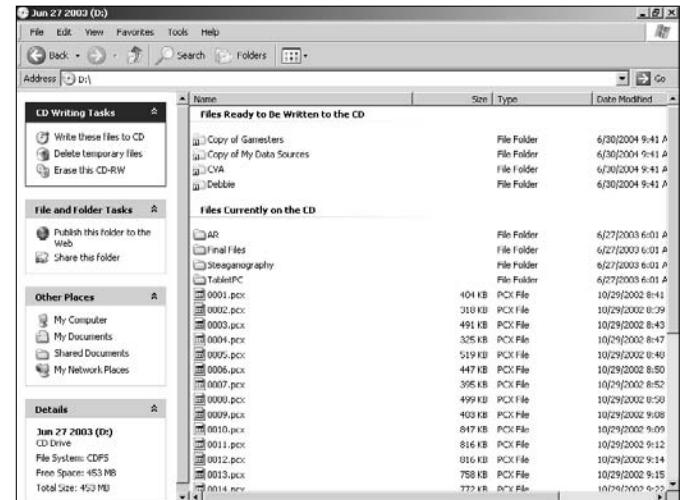 Jun 27 2003 (D:)
File Edit View Favorites Tools Help
Back Search Folders
Address D:\ Go
CD Writing Tasks
Write these files to CD
Delete temporary files
Erase this CD-RW
File and Folder Tasks
Publish this folder to the
Web
Share this folder
Other Places
My Computer
My Documents
Shared Documents
My Network Places
Details
Jun 27 2003 (D:)
CD Drive
File System: CDFS
Free Space: 453 MB
Total Size: 453 MB
Name Size Type Date Modified
Files Ready to Be Written to the CD
Copy of Gamesters File Folder 6/30/2004 9:41 A
Copy of My Data Sources File Folder 6/30/2004 9:41 A
CVA File Folder 6/30/2004 9:41 A
Debbie File Folder 6/30/2004 9:41 A
Files Currently on the CD
AR File Folder 6/27/2003 6:01 A
Final Files File Folder 6/27/2003 6:01 A
Steaganography File Folder 6/27/2003 6:01 A
TabletPC File Folder 6/27/2003 6:01 A
0001.pcx 404 KB PCX File 10/29/2002 8:41
0002.pcx 318 KB PCX File 10/29/2002 8:39
0003.pcx 491 KB PCX File 10/29/2002 8:43
0004.pcx 325 KB PCX File 10/29/2002 8:47
0005.pcx 519 KB PCX File 10/29/2002 8:48
0006.pcx 447 KB PCX File 10/29/2002 8:50
0007.pcx 395 KB PCX File 10/29/2002 8:52
0008.pcx 499 KB PCX File 10/29/2002 8:58
0009.pcx 403 KB PCX File 10/29/2002 9:08
0010.pcx 847 KB PCX File 10/29/2002 9:09
0011.pcx 816 KB PCX File 10/29/2002 9:12
0012.pcx 816 KB PCX File 10/29/2002 9:14
0013.pcx 758 KB PCX File 10/29/2002 9:15
0014.pcx 772 KB PCX File 10/29/2002 9:22